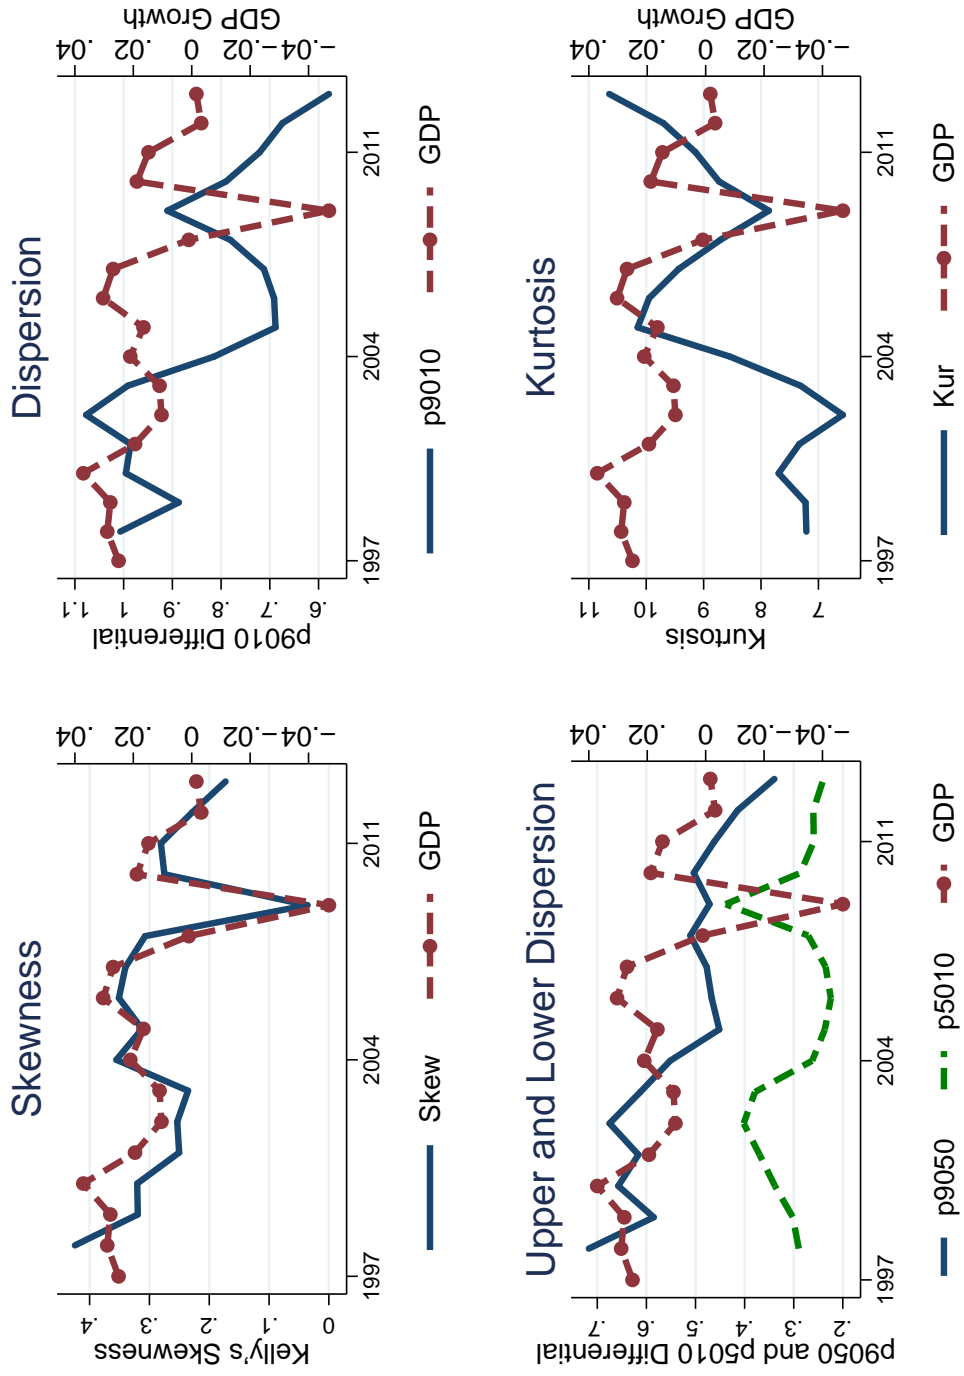 Skewness
Kelly's Skewness
.4
.3
.2
.1
0
.04
.02
0
-.02
-.04
1997 2004 2011
Skew GDP
Dispersion
p9010 Differential
1.1
1
.9
.8
.7
.6
GDP Growth
.04
.02
0
-.02
-.04
1997 2004 2011
p9010 GDP
Upper and Lower Dispersion
p9050 and p5010 Differential
.7
.6
.5
.4
.3
.2
.04
.02
0
-.02
-.04
1997 2004 2011
p9050 p5010 GDP
Kurtosis
Kurtosis
11
10
9
8
7
GDP Growth
.04
.02
0
-.02
-.04
1997 2004 2011
Kur GDP